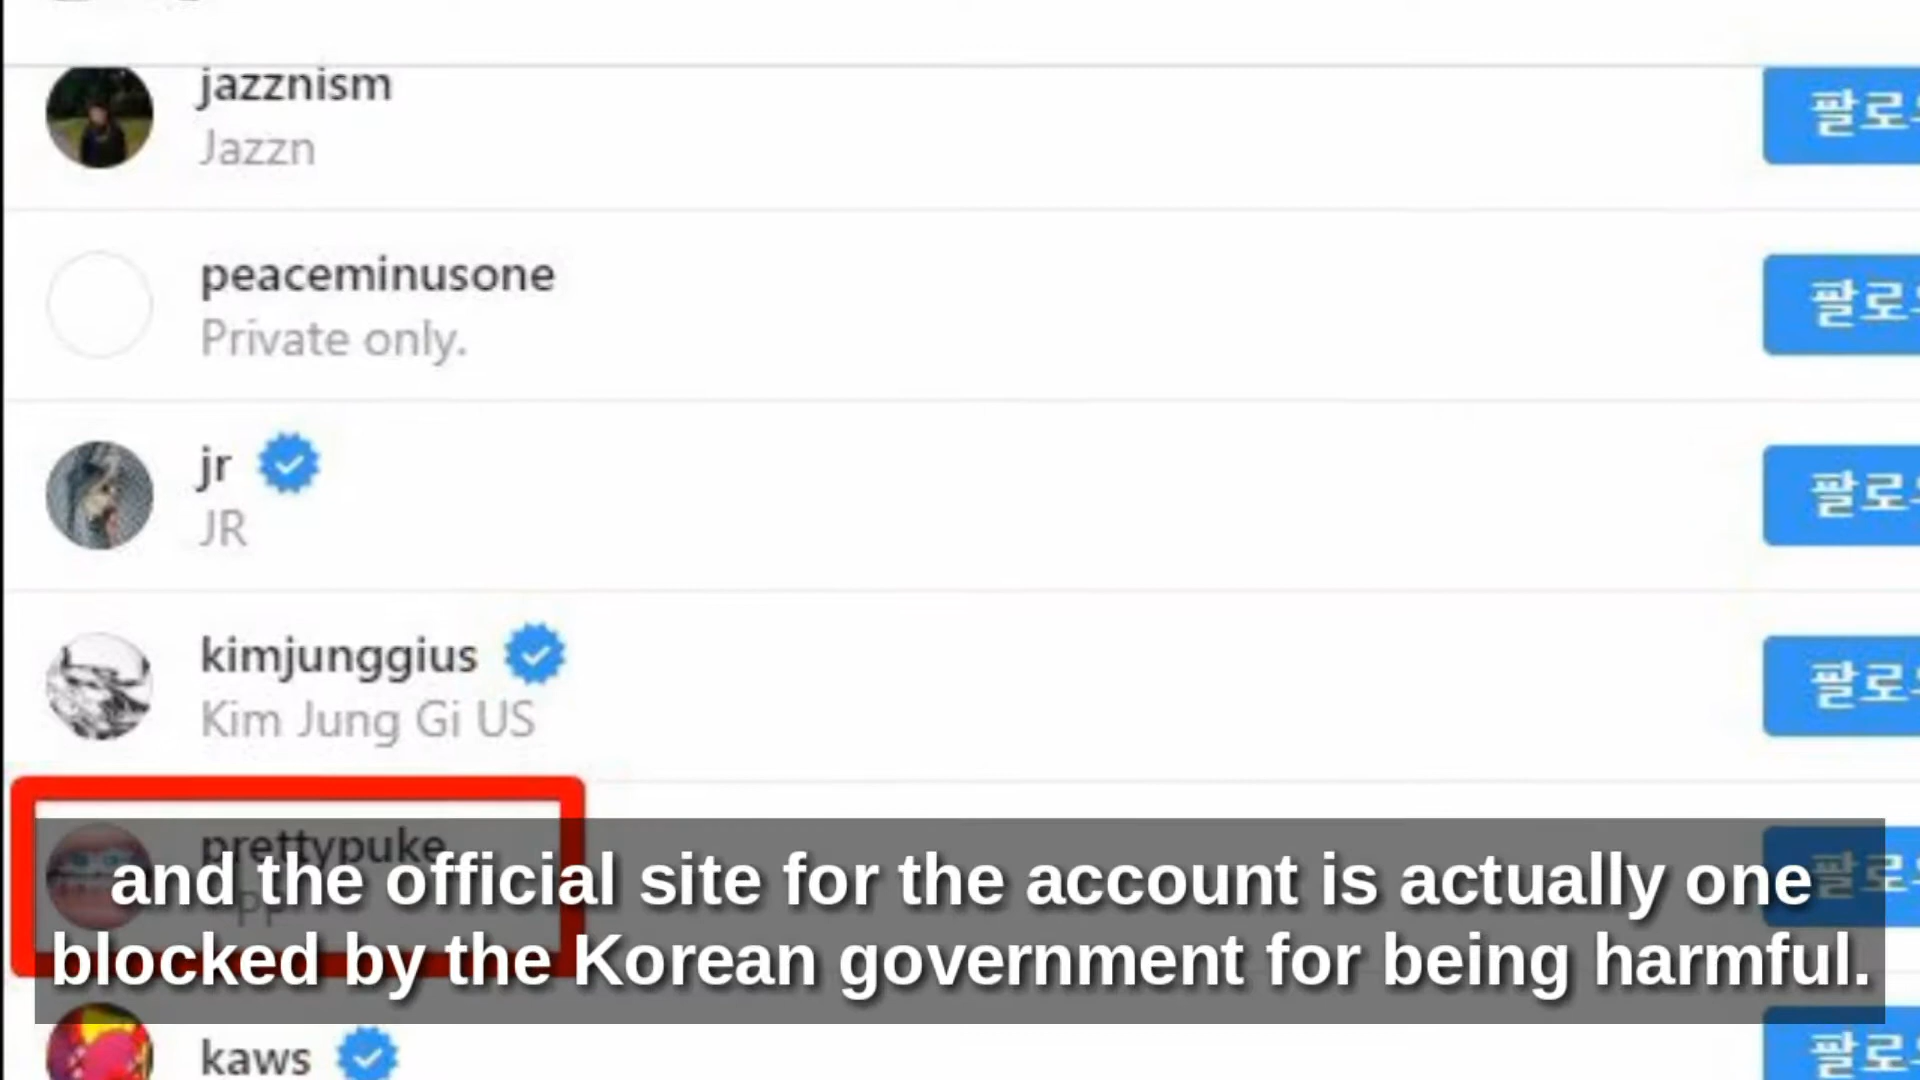 jazznism
Jazzn
팔로
peaceminusone
Private only.
팔로
jr
JR
팔로
kimjunggius
Kim Jung Gi US
팔로
prettypuke
and the official site for the account is actually one
blocked by the Korean government for being harmful.
팔로
kaws
팔로